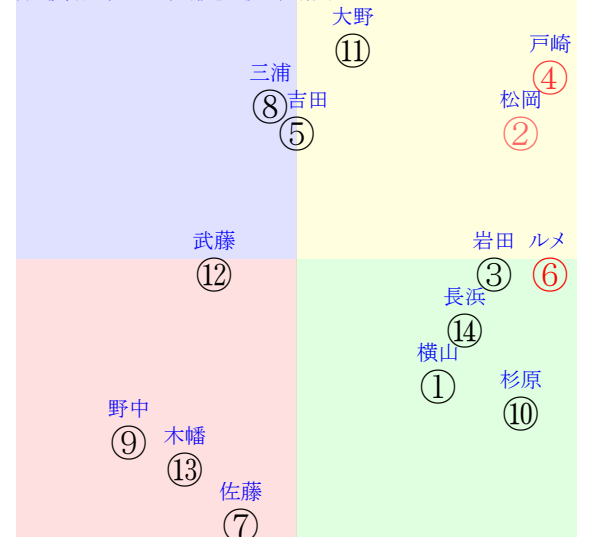 大野
⑪
戸崎
④
三浦
⑧
吉田
⑤
松岡
②
武藤
⑫
岩田
③
ルメ
⑥
長浜
⑭
横山
①
杉原
⑩
野中
⑨
木幡
⑬
佐藤
⑦